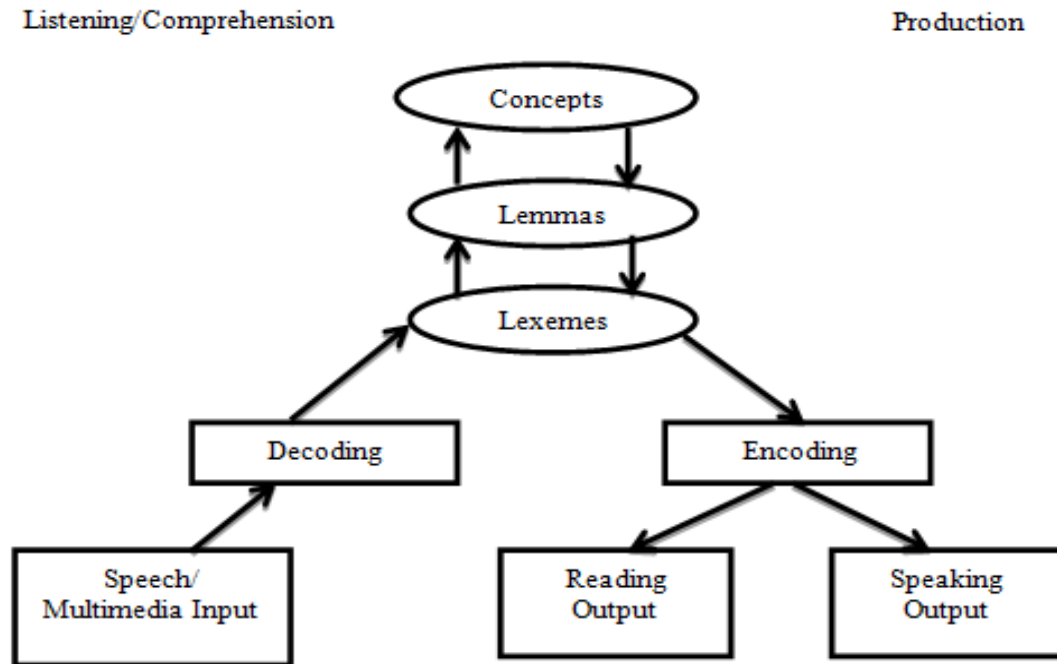 Listening/Comprehension
Production
Concepts
Lemmas
Lexemes
Decoding
Encoding
Speech/
Multimedia Input
Reading
Output
Speaking
Output